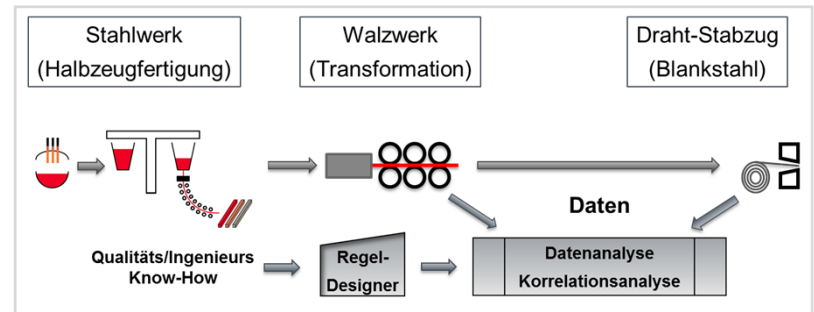 Stahlwerk
(Halbzeugfertigung)
Walzwerk
(Transformation)
Draht-Stabzug
(Blankstahl)
Daten
Qualitäts/Ingenieurs
Know-How
Regel-
Designer
Datenanalyse
Korrelationsanalyse